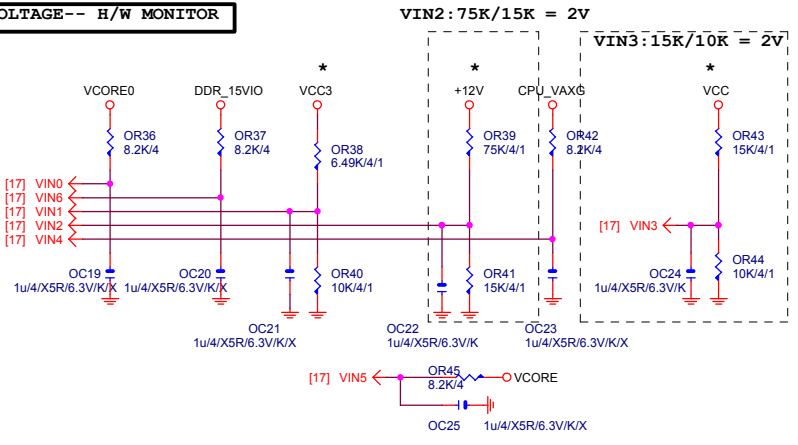 OLTAGE-- H/W MONITOR
VIN2:75K/15K = 2V
VIN3:15K/10K = 2V
* * *
VCORE0 DDR_15VIO VCC3 +12V CPU_VAXG VCC
OR36
8.2K/4
OR37
8.2K/4
OR38
6.49K/4/1
OR39
75K/4/1
OR42
8.2K/4
OR43
15K/4/1
[17] VIN0
[17] VIN6
[17] VIN1
[17] VIN2
[17] VIN4
[17] VIN3
OC19
1u/4/X5R/6.3V/K/X
OC20
1u/4/X5R/6.3V/K/X
OR40
10K/4/1
OR41
15K/4/1
OC24
1u/4/X5R/6.3V/K
OR44
10K/4/1
OC21
1u/4/X5R/6.3V/K/X
OC22
1u/4/X5R/6.3V/K
OC23
1u/4/X5R/6.3V/K/X
[17] VIN5
OR45
8.2K/4
VCORE
OC25 1u/4/X5R/6.3V/K/X